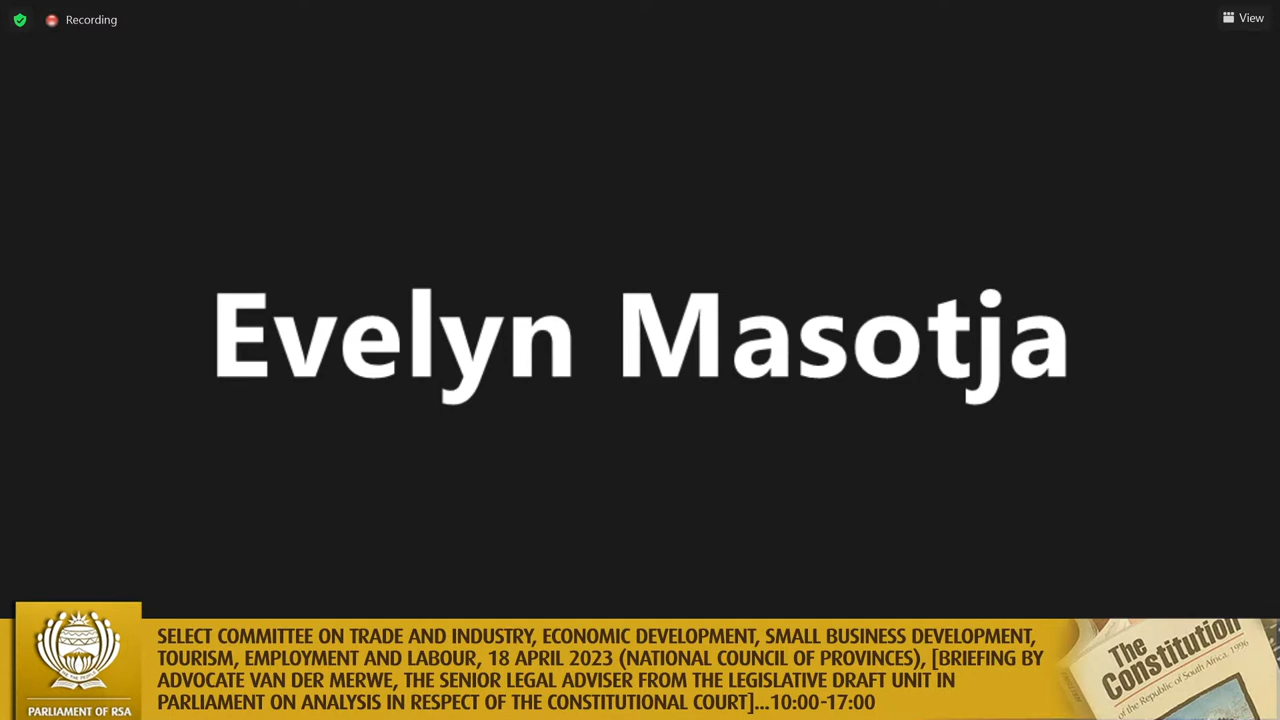 Recording
View
Evelyn Masotja
SELECT COMMITTEE ON TRADE AND INDUSTRY, ECONOMIC DEVELOPMENT, SMALL BUSINESS DEVELOPMENT,
TOURISM, EMPLOYMENT AND LABOUR, 18 APRIL 2023 (NATIONAL COUNCIL OF PROVINCES), [BRIEFING BY
ADVOCATE VAN DER MERWE, THE SENIOR LEGAL ADVISER FROM THE LEGISLATIVE DRAFT UNIT IN
PARLIAMENT ON ANALYSIS IN RESPECT OF THE CONSTITUTIONAL COURT]...10:00-17:00
PARLIAMENT OF RSA
The
Constitution
of the Republic of South Africa, 1996